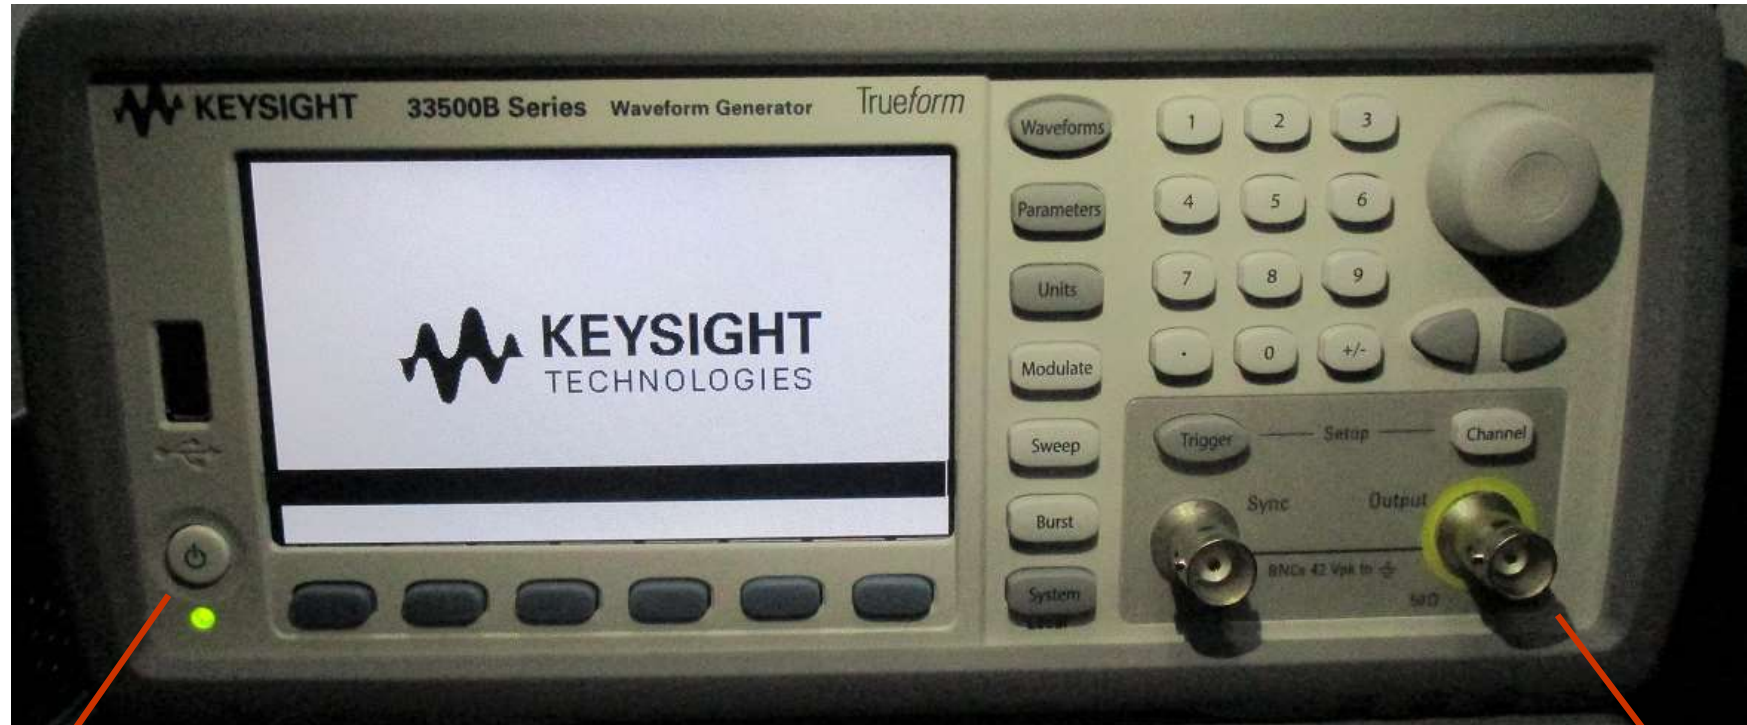 KEYSIGHT 33500B Series Waveform Generator Trueform
KEYSIGHT
TECHNOLOGIES
Waveforms
Parameters
Units
Modulate
Sweep
Burst
System
Local
1 2 3
4 5 6
7 8 9
. 0 +/-
Trigger Setup Channel
Sync Output
BNCs 42 Vpk to
50Ω